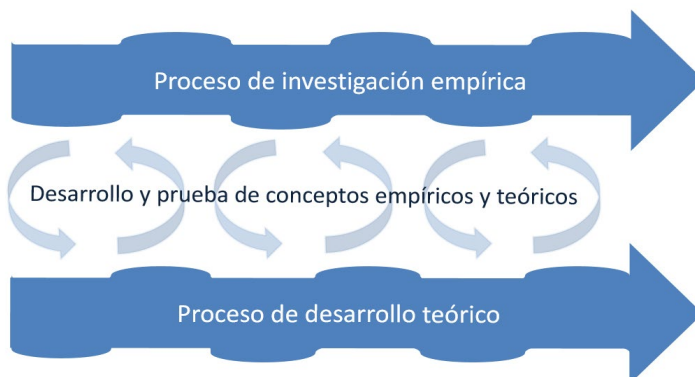 Proceso de investigación empírica
Desarrollo y prueba de conceptos empíricos y teóricos
Proceso de desarrollo teórico